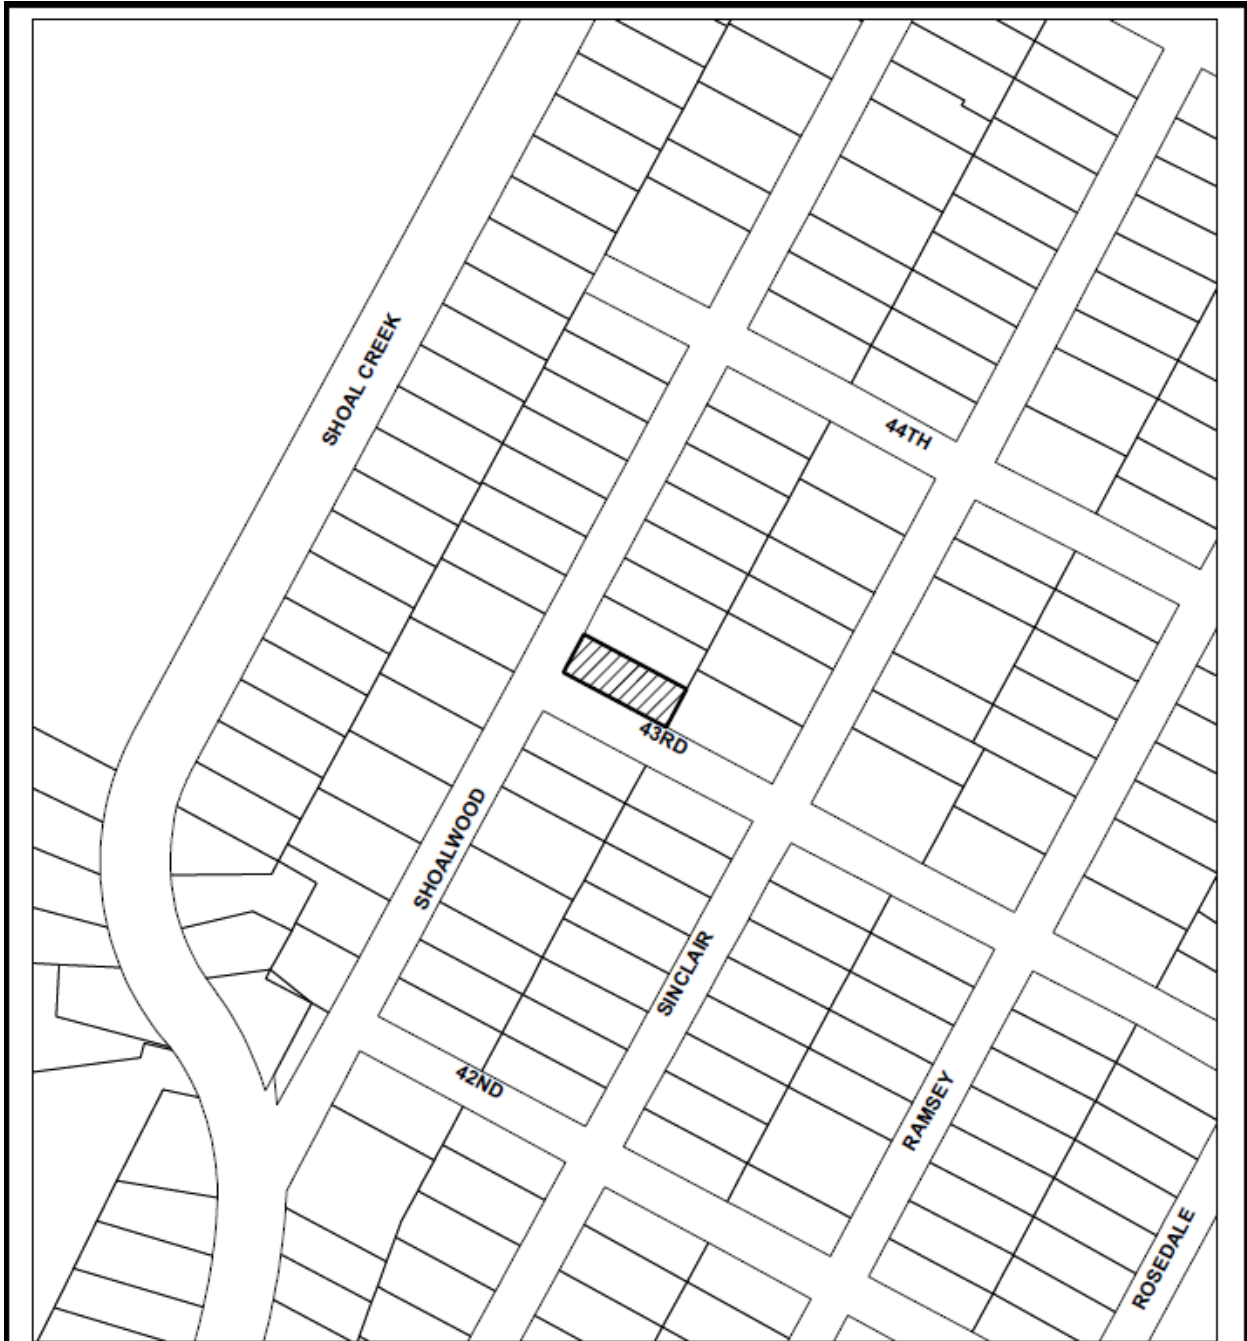 SHOAL CREEK
44TH
43RD
SHOALWOOD
SINCLAIR
42ND
RAMSEY
ROSEDALE